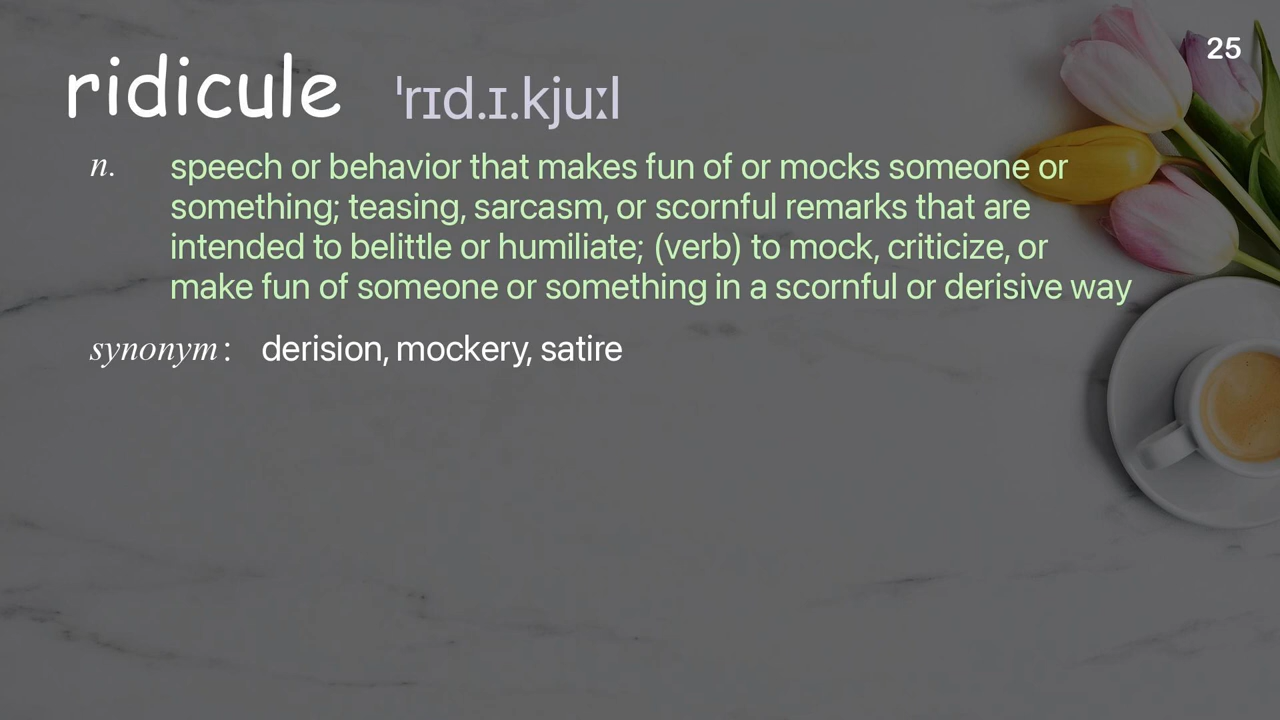 25
ridicule ˈrɪd.ɪ.kjuːl
n. speech or behavior that makes fun of or mocks someone or
something; teasing, sarcasm, or scornful remarks that are
intended to belittle or humiliate; (verb) to mock, criticize, or
make fun of someone or something in a scornful or derisive way
synonym : derision, mockery, satire